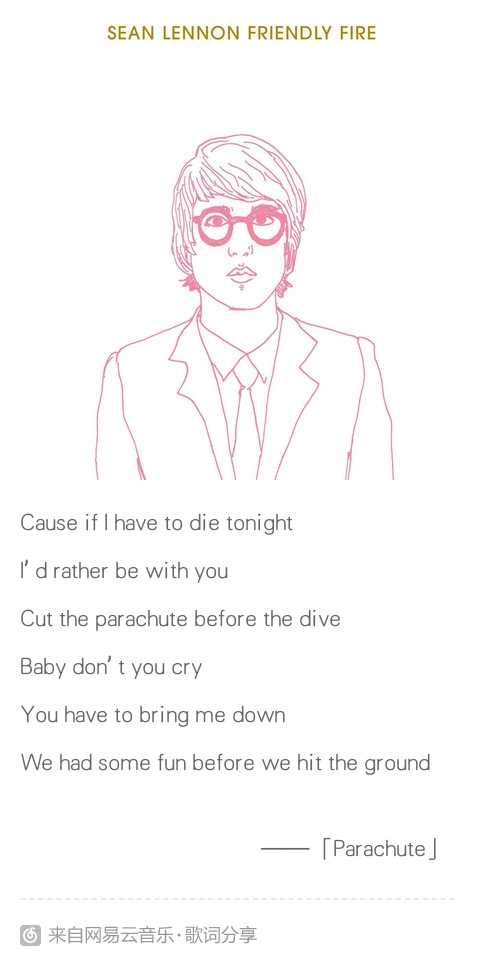 SEAN LENNON FRIENDLY FIRE
Cause if I have to die tonight
I’d rather be with you
Cut the parachute before the dive
Baby don’t you cry
You have to bring me down
We had some fun before we hit the ground
——「Parachute」
来自网易云音乐·歌词分享